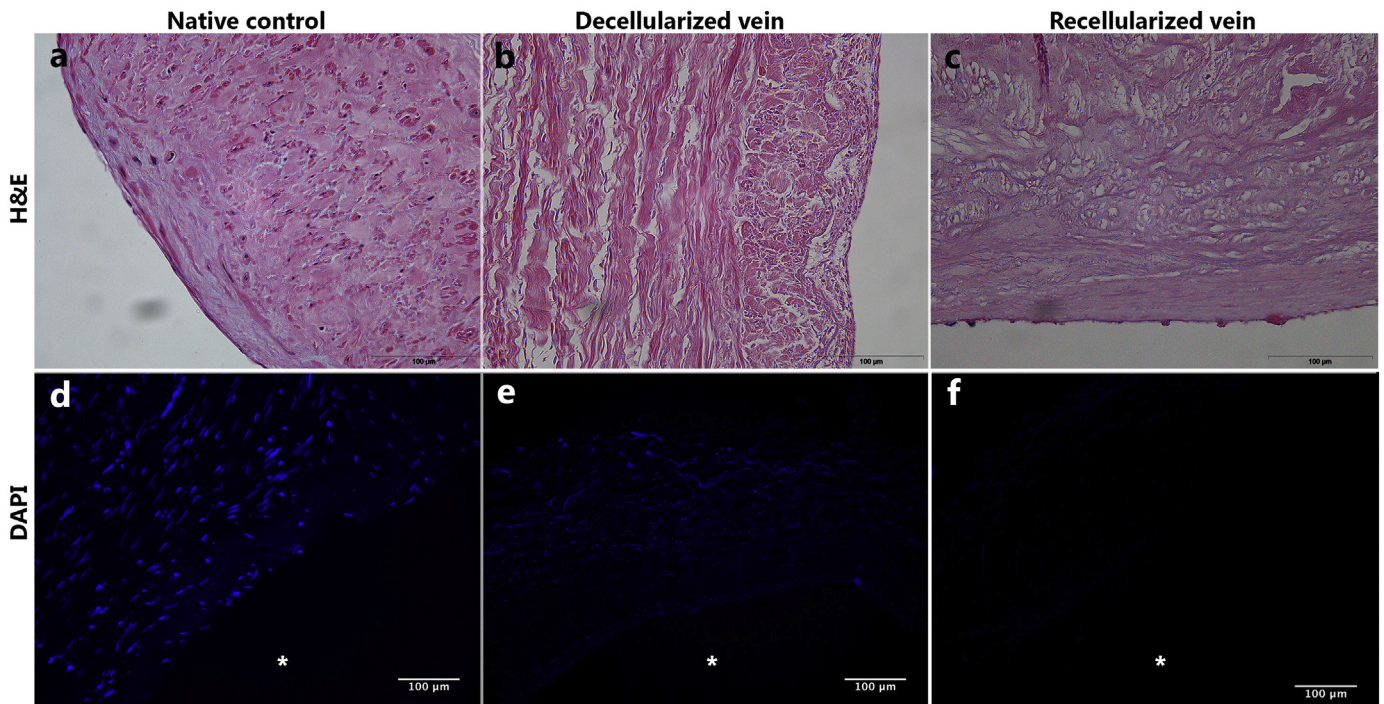 Native control Decellularized vein Recellularized vein
H&E
a b c
100 µm 100 µm 100 µm
DAPI
d e f
* * *
100 µm 100 µm 100 µm